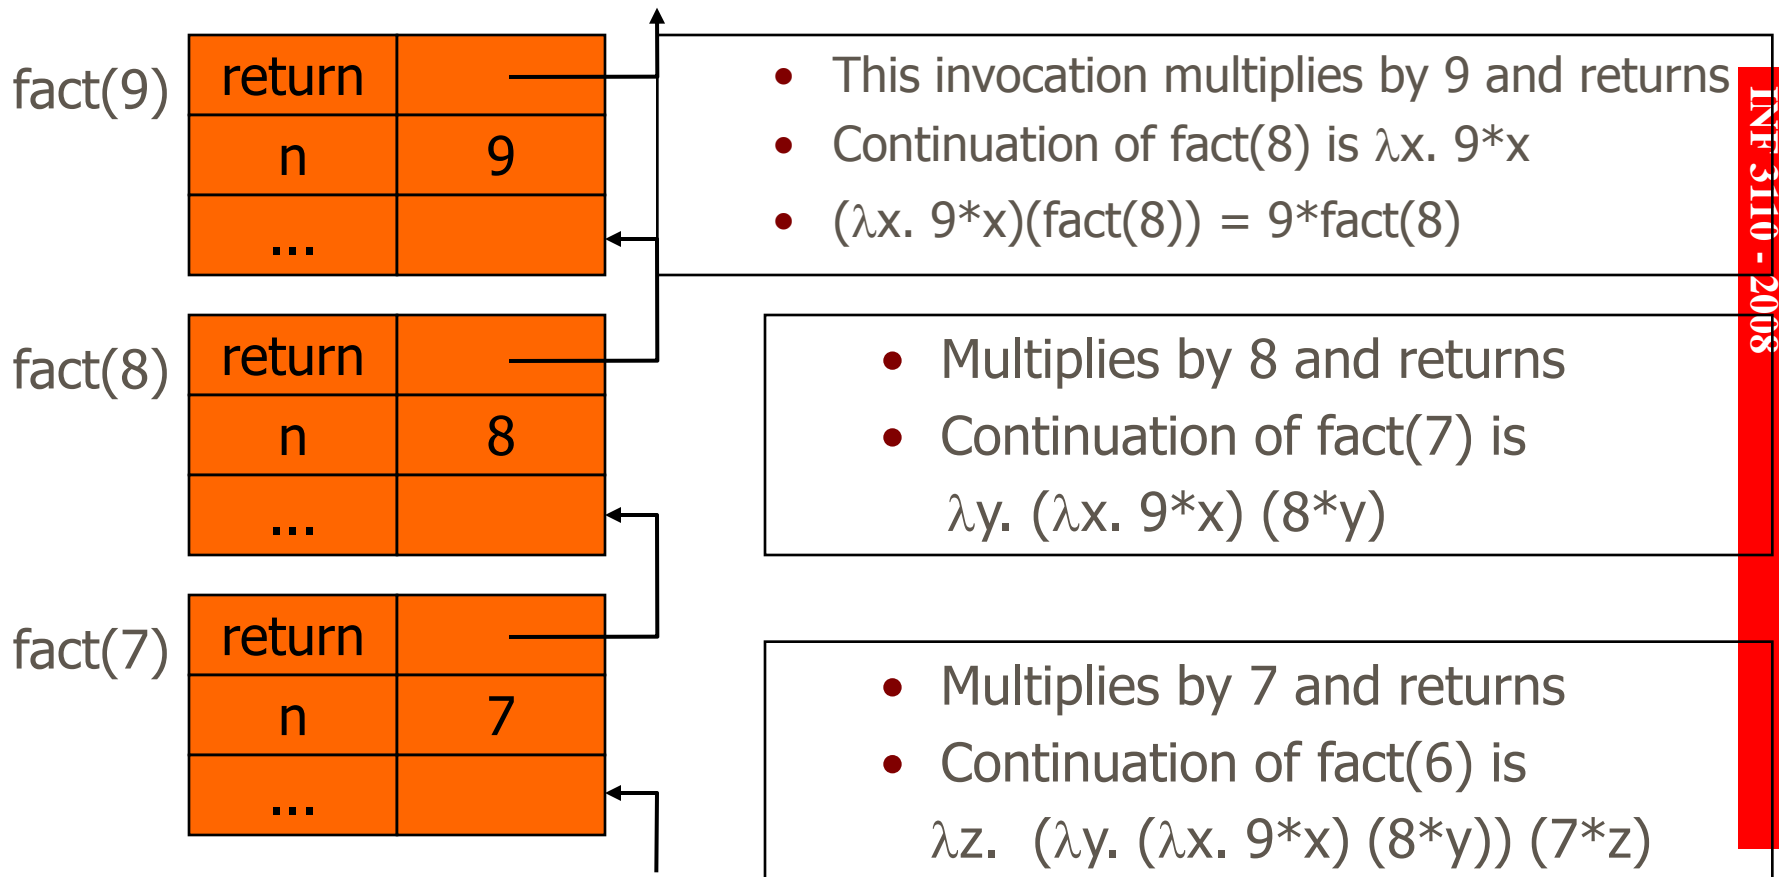 fact(9)
return
n 9
...
• This invocation multiplies by 9 and returns
• Continuation of fact(8) is λx. 9*x
• (λx. 9*x)(fact(8)) = 9*fact(8)
fact(8)
return
n 8
...
• Multiplies by 8 and returns
• Continuation of fact(7) is
λy. (λx. 9*x) (8*y)
fact(7)
return
n 7
...
• Multiplies by 7 and returns
• Continuation of fact(6) is
λz. (λy. (λx. 9*x) (8*y)) (7*z)
INF 3110 - 2008